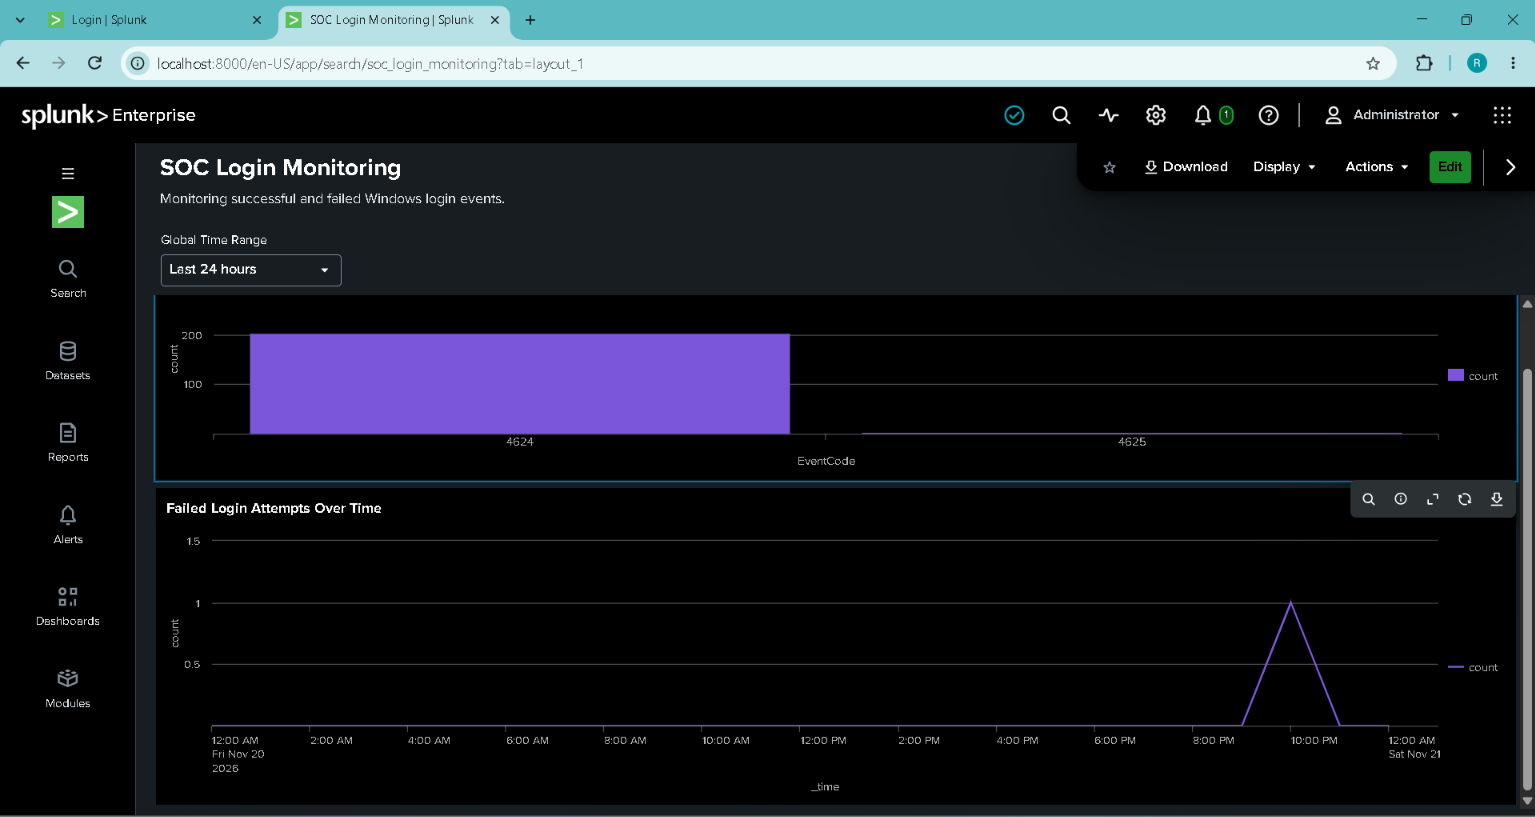 Login | Splunk
SOC Login Monitoring | Splunk
localhost:8000/en-US/app/search/soc_login_monitoring?tab=layout_1
R
splunk> Enterprise
1
Administrator
SOC Login Monitoring
Download
Display
Actions
Edit
Monitoring successful and failed Windows login events.
Global Time Range
Last 24 hours
Search
Datasets
Reports
Alerts
Dashboards
Modules
200
100
count
count
4624
4625
EventCode
Failed Login Attempts Over Time
1.5
1
0.5
count
count
12:00 AM
Fri Nov 20
2026
2:00 AM
4:00 AM
6:00 AM
8:00 AM
10:00 AM
12:00 PM
2:00 PM
4:00 PM
6:00 PM
8:00 PM
10:00 PM
12:00 AM
Sat Nov 21
_time